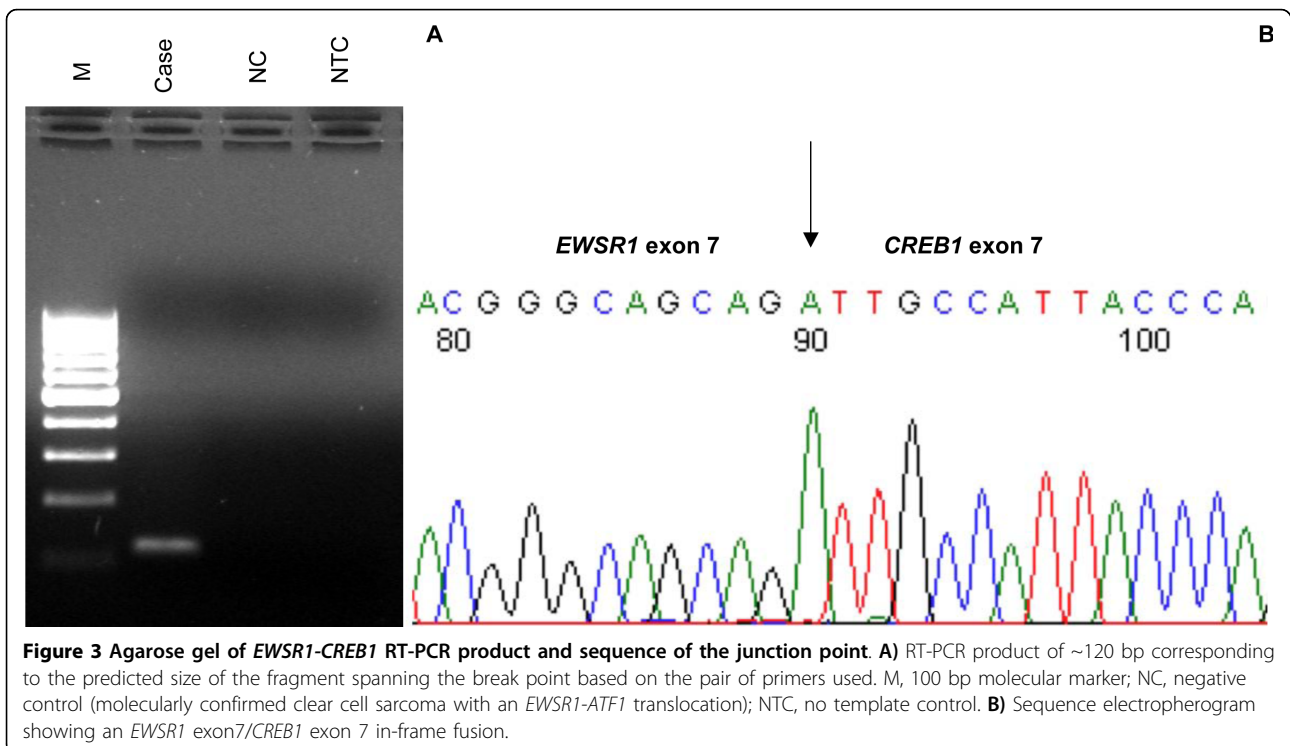 A
B
M
Case
NC
NTC
EWSR1 exon 7
CREB1 exon 7
A C G G G C A G C A G A T T G C C A T T A C C C A
80
90
100
Figure 3 Agarose gel of EWSR1-CREB1 RT-PCR product and sequence of the junction point. A) RT-PCR product of ~120 bp corresponding
to the predicted size of the fragment spanning the break point based on the pair of primers used. M, 100 bp molecular marker; NC, negative
control (molecularly confirmed clear cell sarcoma with an EWSR1-ATF1 translocation); NTC, no template control. B) Sequence electropherogram
showing an EWSR1 exon7/CREB1 exon 7 in-frame fusion.